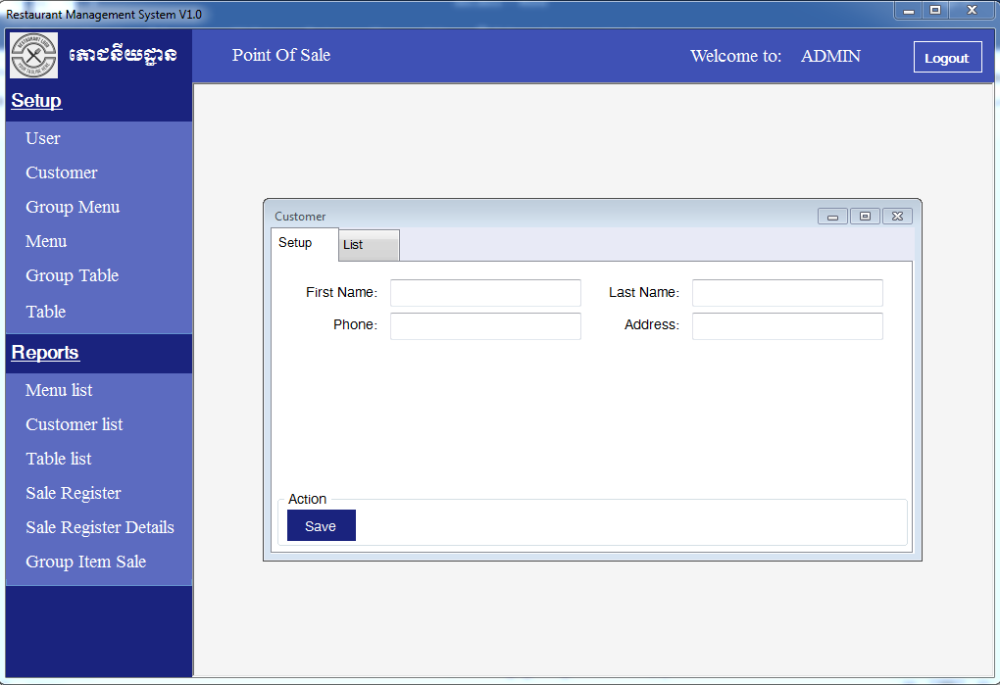 Restaurant Management System V1.0
ភោជនីយដ្ឋាន
Point Of Sale
Welcome to: ADMIN
Logout
Setup
User
Customer
Group Menu
Menu
Group Table
Table
Reports
Menu list
Customer list
Table list
Sale Register
Sale Register Details
Group Item Sale
Customer
Setup
List
First Name:
Last Name:
Phone:
Address:
Action
Save